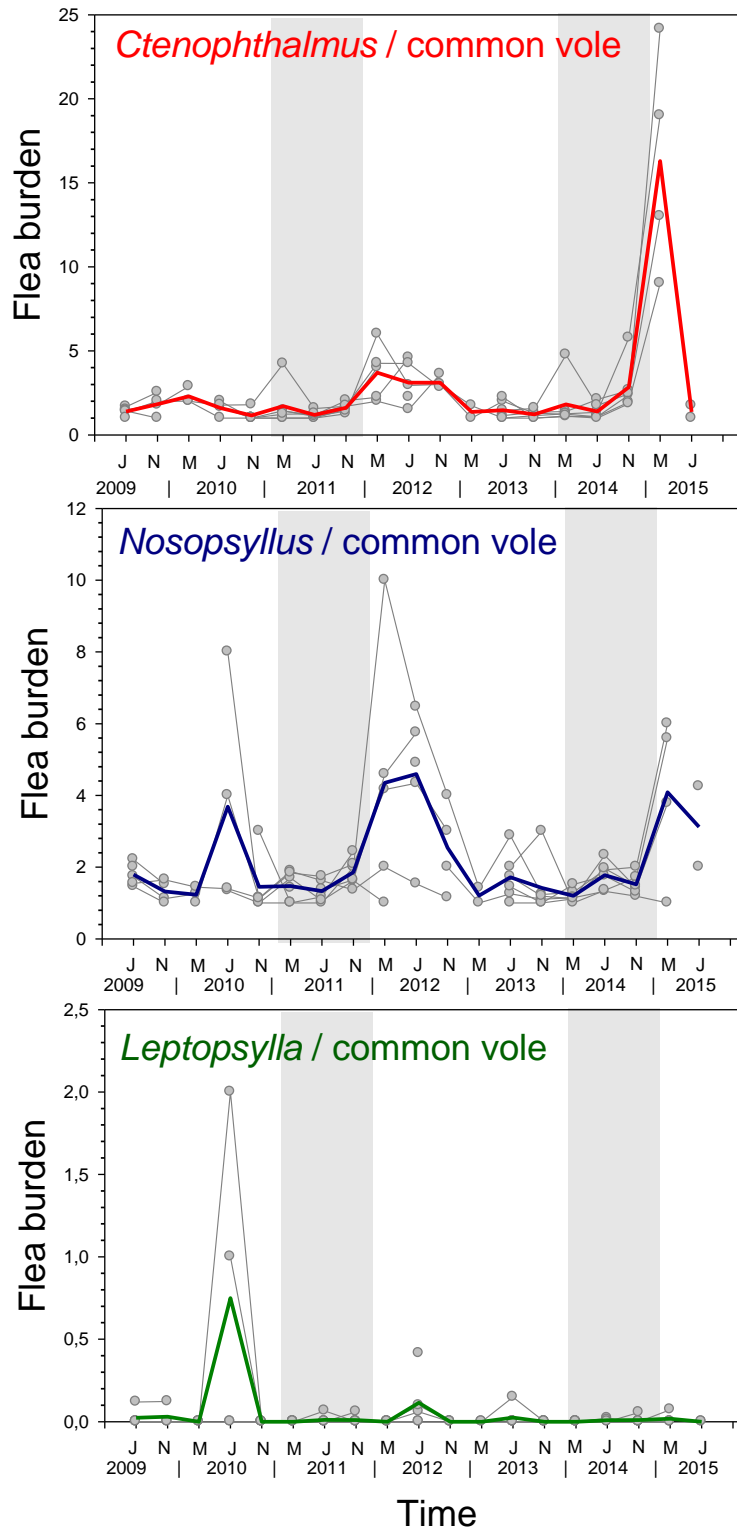 Ctenophthalmus / common vole
Flea burden
25
20
15
10
5
0
J N M J N M J N M J N M J N M J N M J
2009 | 2010 | 2011 | 2012 | 2013 | 2014 | 2015
Nosopsyllus / common vole
Flea burden
12
10
8
6
4
2
0
J N M J N M J N M J N M J N M J N M J
2009 | 2010 | 2011 | 2012 | 2013 | 2014 | 2015
Leptopsylla / common vole
Flea burden
2,5
2,0
1,5
1,0
0,5
0,0
J N M J N M J N M J N M J N M J N M J
2009 | 2010 | 2011 | 2012 | 2013 | 2014 | 2015
Time